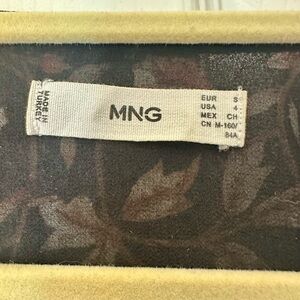 MADE IN
TURKEY
MNG
EUR S
USA 4
MEX CH
CN M-160/
84A